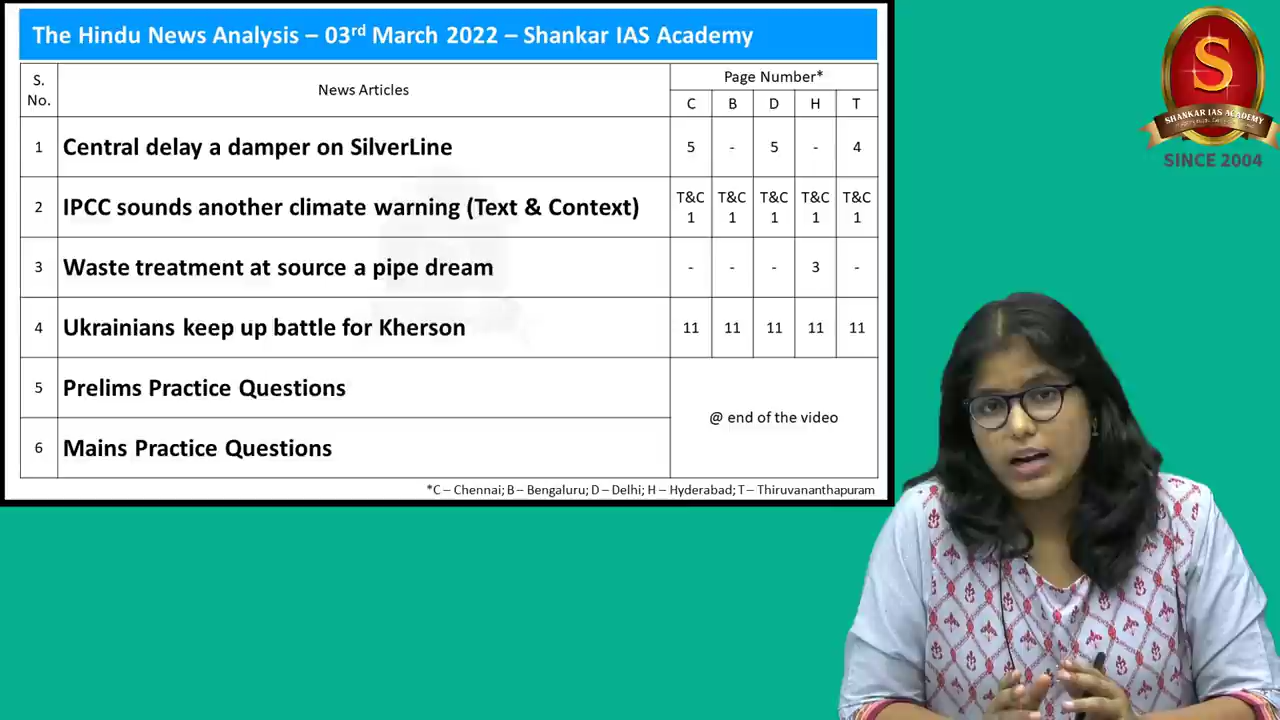 The Hindu News Analysis – 03rd March 2022 – Shankar IAS Academy
S. No.
News Articles
Page Number*
C B D H T
1 Central delay a damper on SilverLine 5 - 5 - 4
2 IPCC sounds another climate warning (Text & Context) T&C 1 T&C 1 T&C 1 T&C 1 T&C 1
3 Waste treatment at source a pipe dream - - - 3 -
4 Ukrainians keep up battle for Kherson 11 11 11 11 11
5 Prelims Practice Questions
@ end of the video
6 Mains Practice Questions
*C – Chennai; B – Bengaluru; D – Delhi; H – Hyderabad; T – Thiruvananthapuram
S
SHANKAR IAS ACADEMY
SINCE 2004